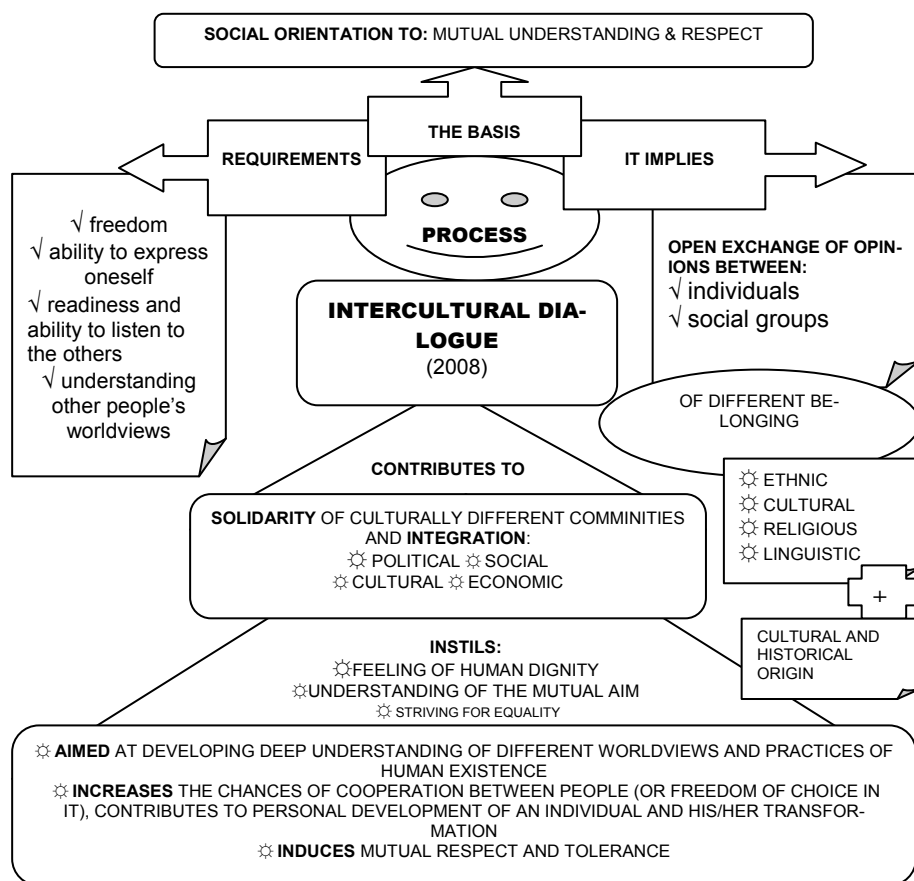 SOCIAL ORIENTATION TO: MUTUAL UNDERSTANDING & RESPECT
THE BASIS
REQUIREMENTS
IT IMPLIES
PROCESS
√ freedom
√ ability to express
oneself
√ readiness and
ability to listen to
the others
√ understanding
other people's
worldviews
INTERCULTURAL DIA-
LOGUE
(2008)
OPEN EXCHANGE OF OPIN-
IONS BETWEEN:
√ individuals
√ social groups
OF DIFFERENT BE-
LONGING
☼ ETHNIC
☼ CULTURAL
☼ RELIGIOUS
☼ LINGUISTIC
+
CULTURAL AND
HISTORICAL
ORIGIN
CONTRIBUTES TO
SOLIDARITY OF CULTURALLY DIFFERENT COMMINITIES
AND INTEGRATION:
☼ POLITICAL ☼ SOCIAL
☼ CULTURAL ☼ ECONOMIC
INSTILS:
☼FEELING OF HUMAN DIGNITY
☼UNDERSTANDING OF THE MUTUAL AIM
☼ STRIVING FOR EQUALITY
☼ AIMED AT DEVELOPING DEEP UNDERSTANDING OF DIFFERENT WORLDVIEWS AND PRACTICES OF
HUMAN EXISTENCE
☼ INCREASES THE CHANCES OF COOPERATION BETWEEN PEOPLE (OR FREEDOM OF CHOICE IN
IT), CONTRIBUTES TO PERSONAL DEVELOPMENT OF AN INDIVIDUAL AND HIS/HER TRANSFOR-
MATION
☼ INDUCES MUTUAL RESPECT AND TOLERANCE